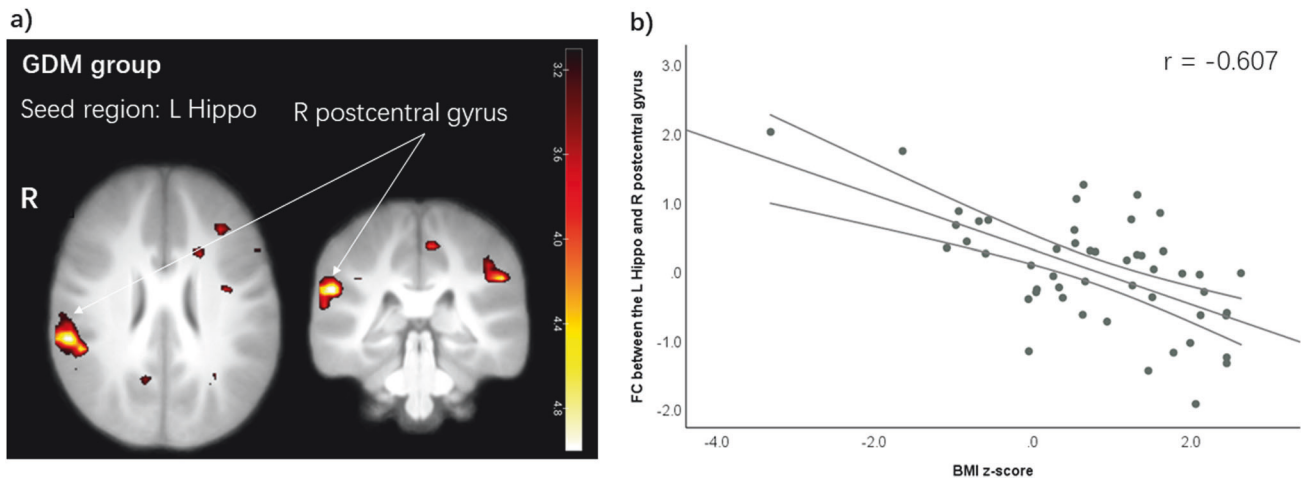 a)
GDM group
Seed region: L Hippo
R postcentral gyrus
R
3.2
3.6
4.0
4.4
4.8
b)
r = -0.607
FC between the L Hippo and R postcentral gyrus
3.0
2.0
1.0
.0
-1.0
-2.0
-4.0 -2.0 .0 2.0
BMI z-score